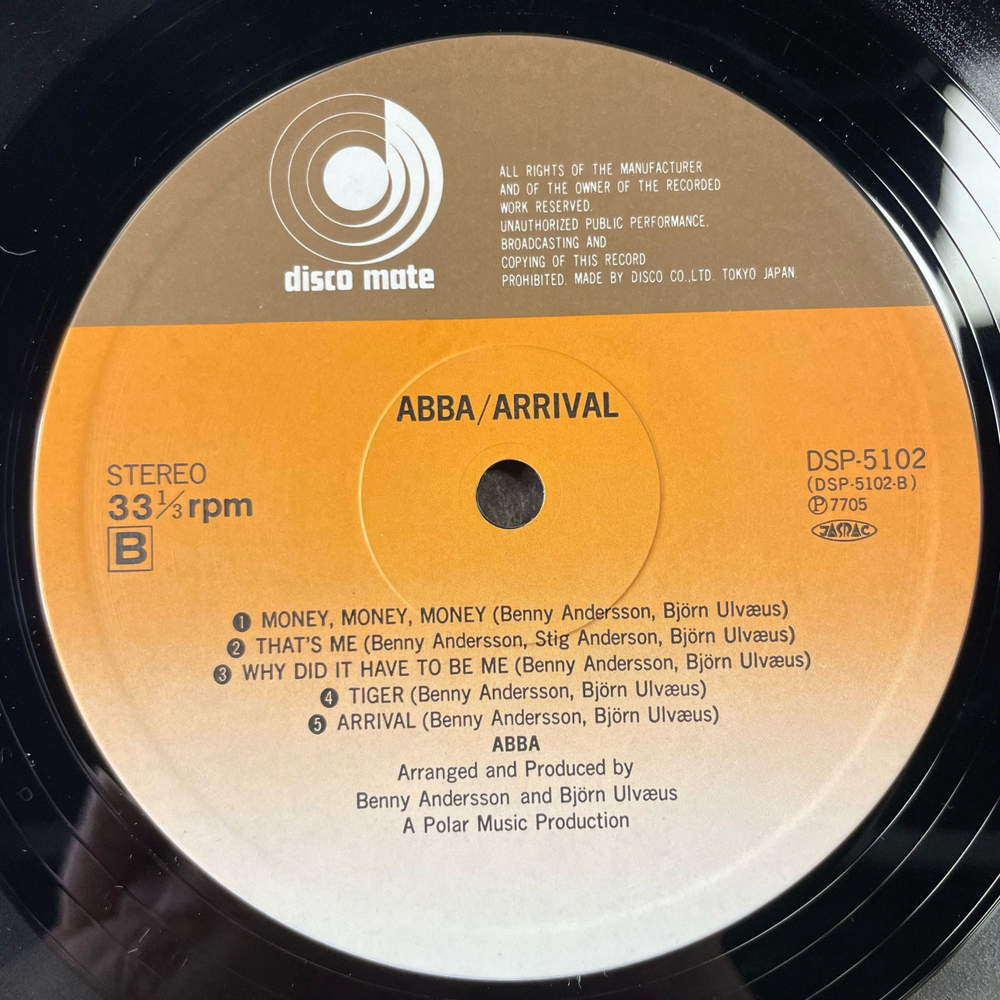 disco mate
ALL RIGHTS OF THE MANUFACTURER
AND OF THE OWNER OF THE RECORDED
WORK RESERVED.
UNAUTHORIZED PUBLIC PERFORMANCE.
BROADCASTING AND
COPYING OF THIS RECORD
PROHIBITED. MADE BY DISCO CO.,LTD. TOKYO JAPAN.
ABBA/ARRIVAL
STEREO
33 1/3 rpm
B
DSP-5102
(DSP-5102-B)
Ⓟ7705
JASRAC
❶ MONEY, MONEY, MONEY (Benny Andersson, Björn Ulvæus)
❷ THAT'S ME (Benny Andersson, Stig Anderson, Björn Ulvæus)
❸ WHY DID IT HAVE TO BE ME (Benny Andersson, Björn Ulvæus)
❹ TIGER (Benny Andersson, Björn Ulvæus)
❺ ARRIVAL (Benny Andersson, Björn Ulvæus)
ABBA
Arranged and Produced by
Benny Andersson and Björn Ulvæus
A Polar Music Production